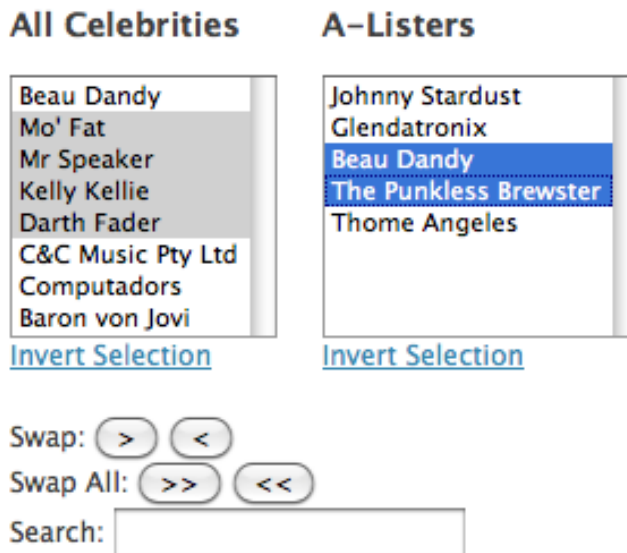 All Celebrities
Beau Dandy
Mo' Fat
Mr Speaker
Kelly Kellie
Darth Fader
C&C Music Pty Ltd
Computadors
Baron von Jovi
Invert Selection
A-Listers
Johnny Stardust
Glendatronix
Beau Dandy
The Punkless Brewster
Thome Angeles
Invert Selection
Swap: > <
Swap All: >> <<
Search: